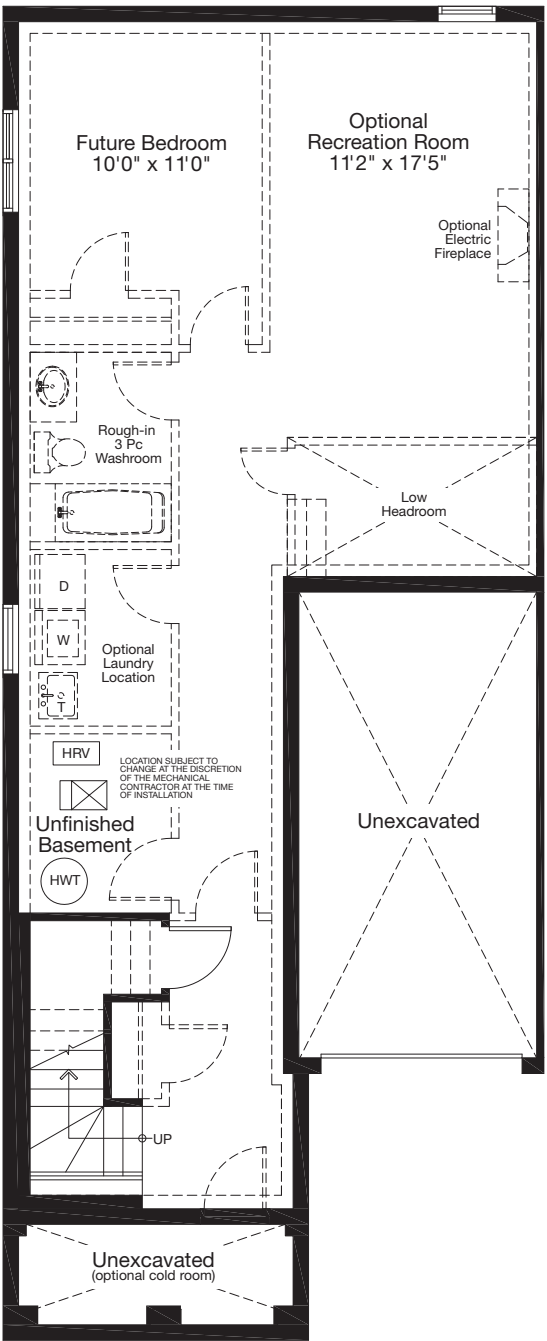 Future Bedroom
10'0" x 11'0"
Optional
Recreation Room
11'2" x 17'5"
Optional
Electric
Fireplace
Rough-in
3 Pc
Washroom
Low
Headroom
D
W
Optional
Laundry
Location
T
HRV
LOCATION SUBJECT TO
CHANGE AT THE DISCRETION
OF THE MECHANICAL
CONTRACTOR AT THE TIME
OF INSTALLATION
Unfinished
Basement
HWT
Unexcavated
UP
Unexcavated
(optional cold room)